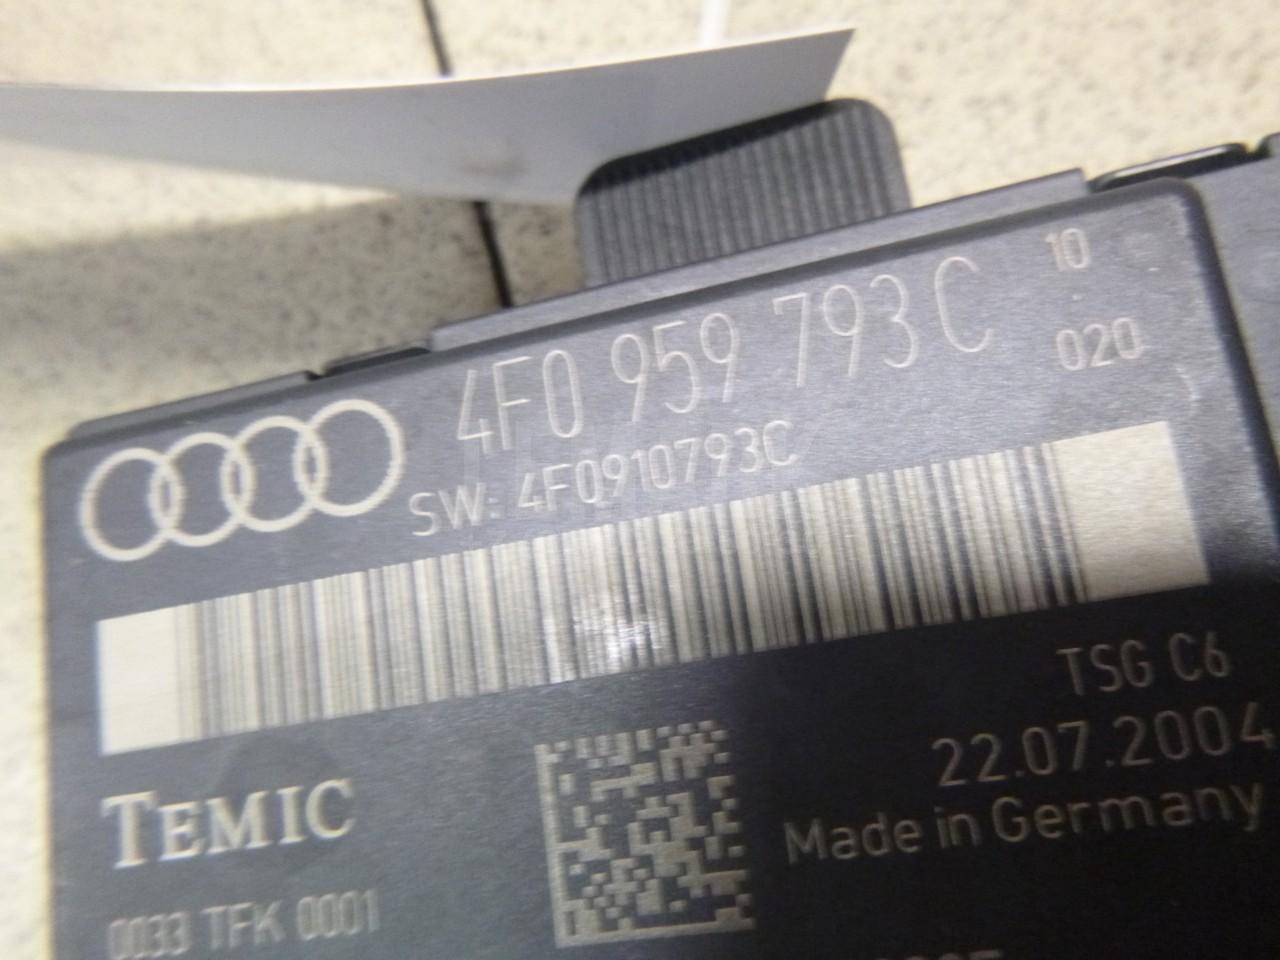 4F0 959 793 C
10
020
SW: 4F0910793C
TSG C6
22.07.2004
Made in Germany
TEMIC
0033 TFK 0001